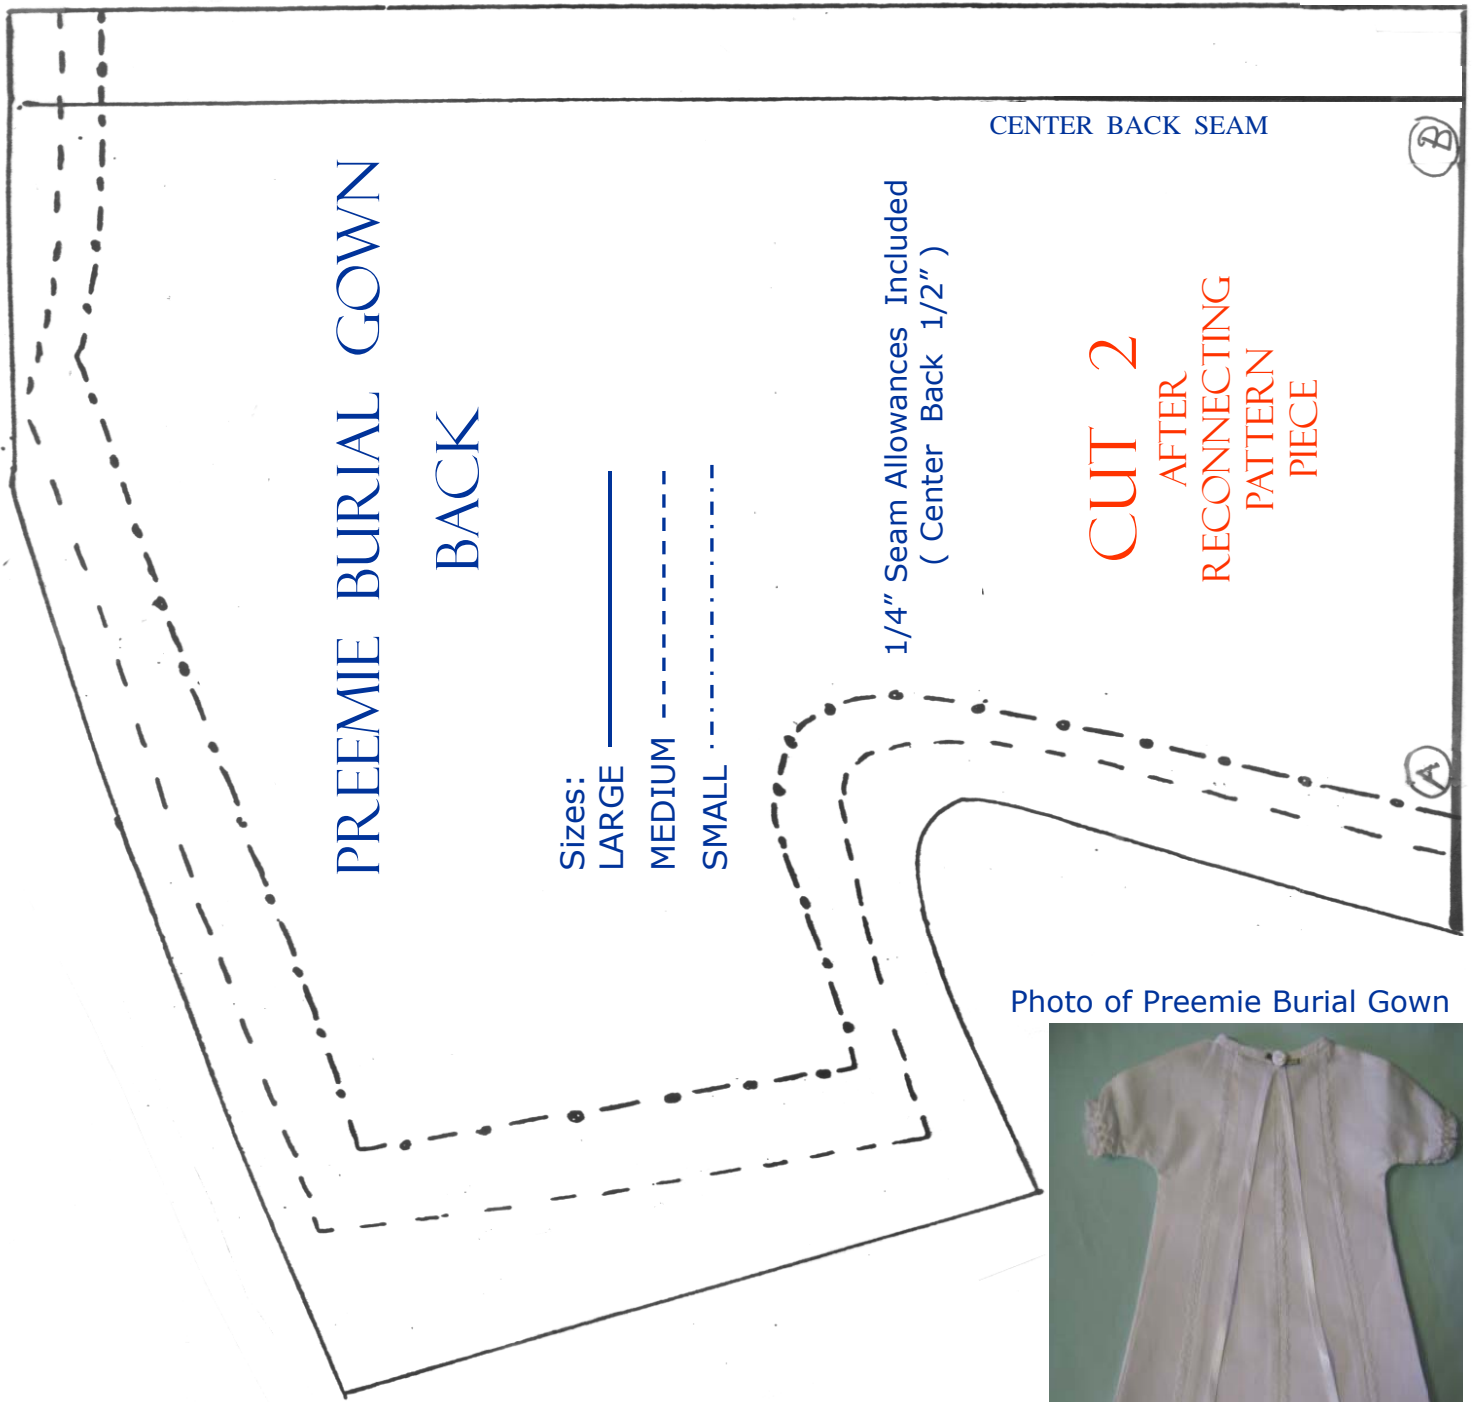 CENTER BACK SEAM
B
PREEMIE BURIAL GOWN
BACK
Sizes:
LARGE
MEDIUM
SMALL
1/4" Seam Allowances Included
( Center Back 1/2" )
CUT 2
AFTER
RECONNECTING
PATTERN
PIECE
A
Photo of Preemie Burial Gown